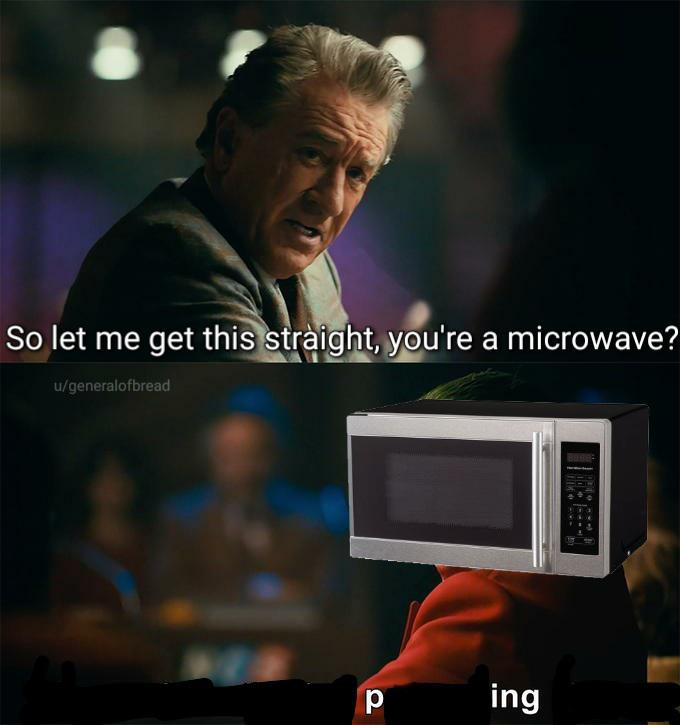 So let me get this straight, you're a microwave?
u/generalofbread
p ing